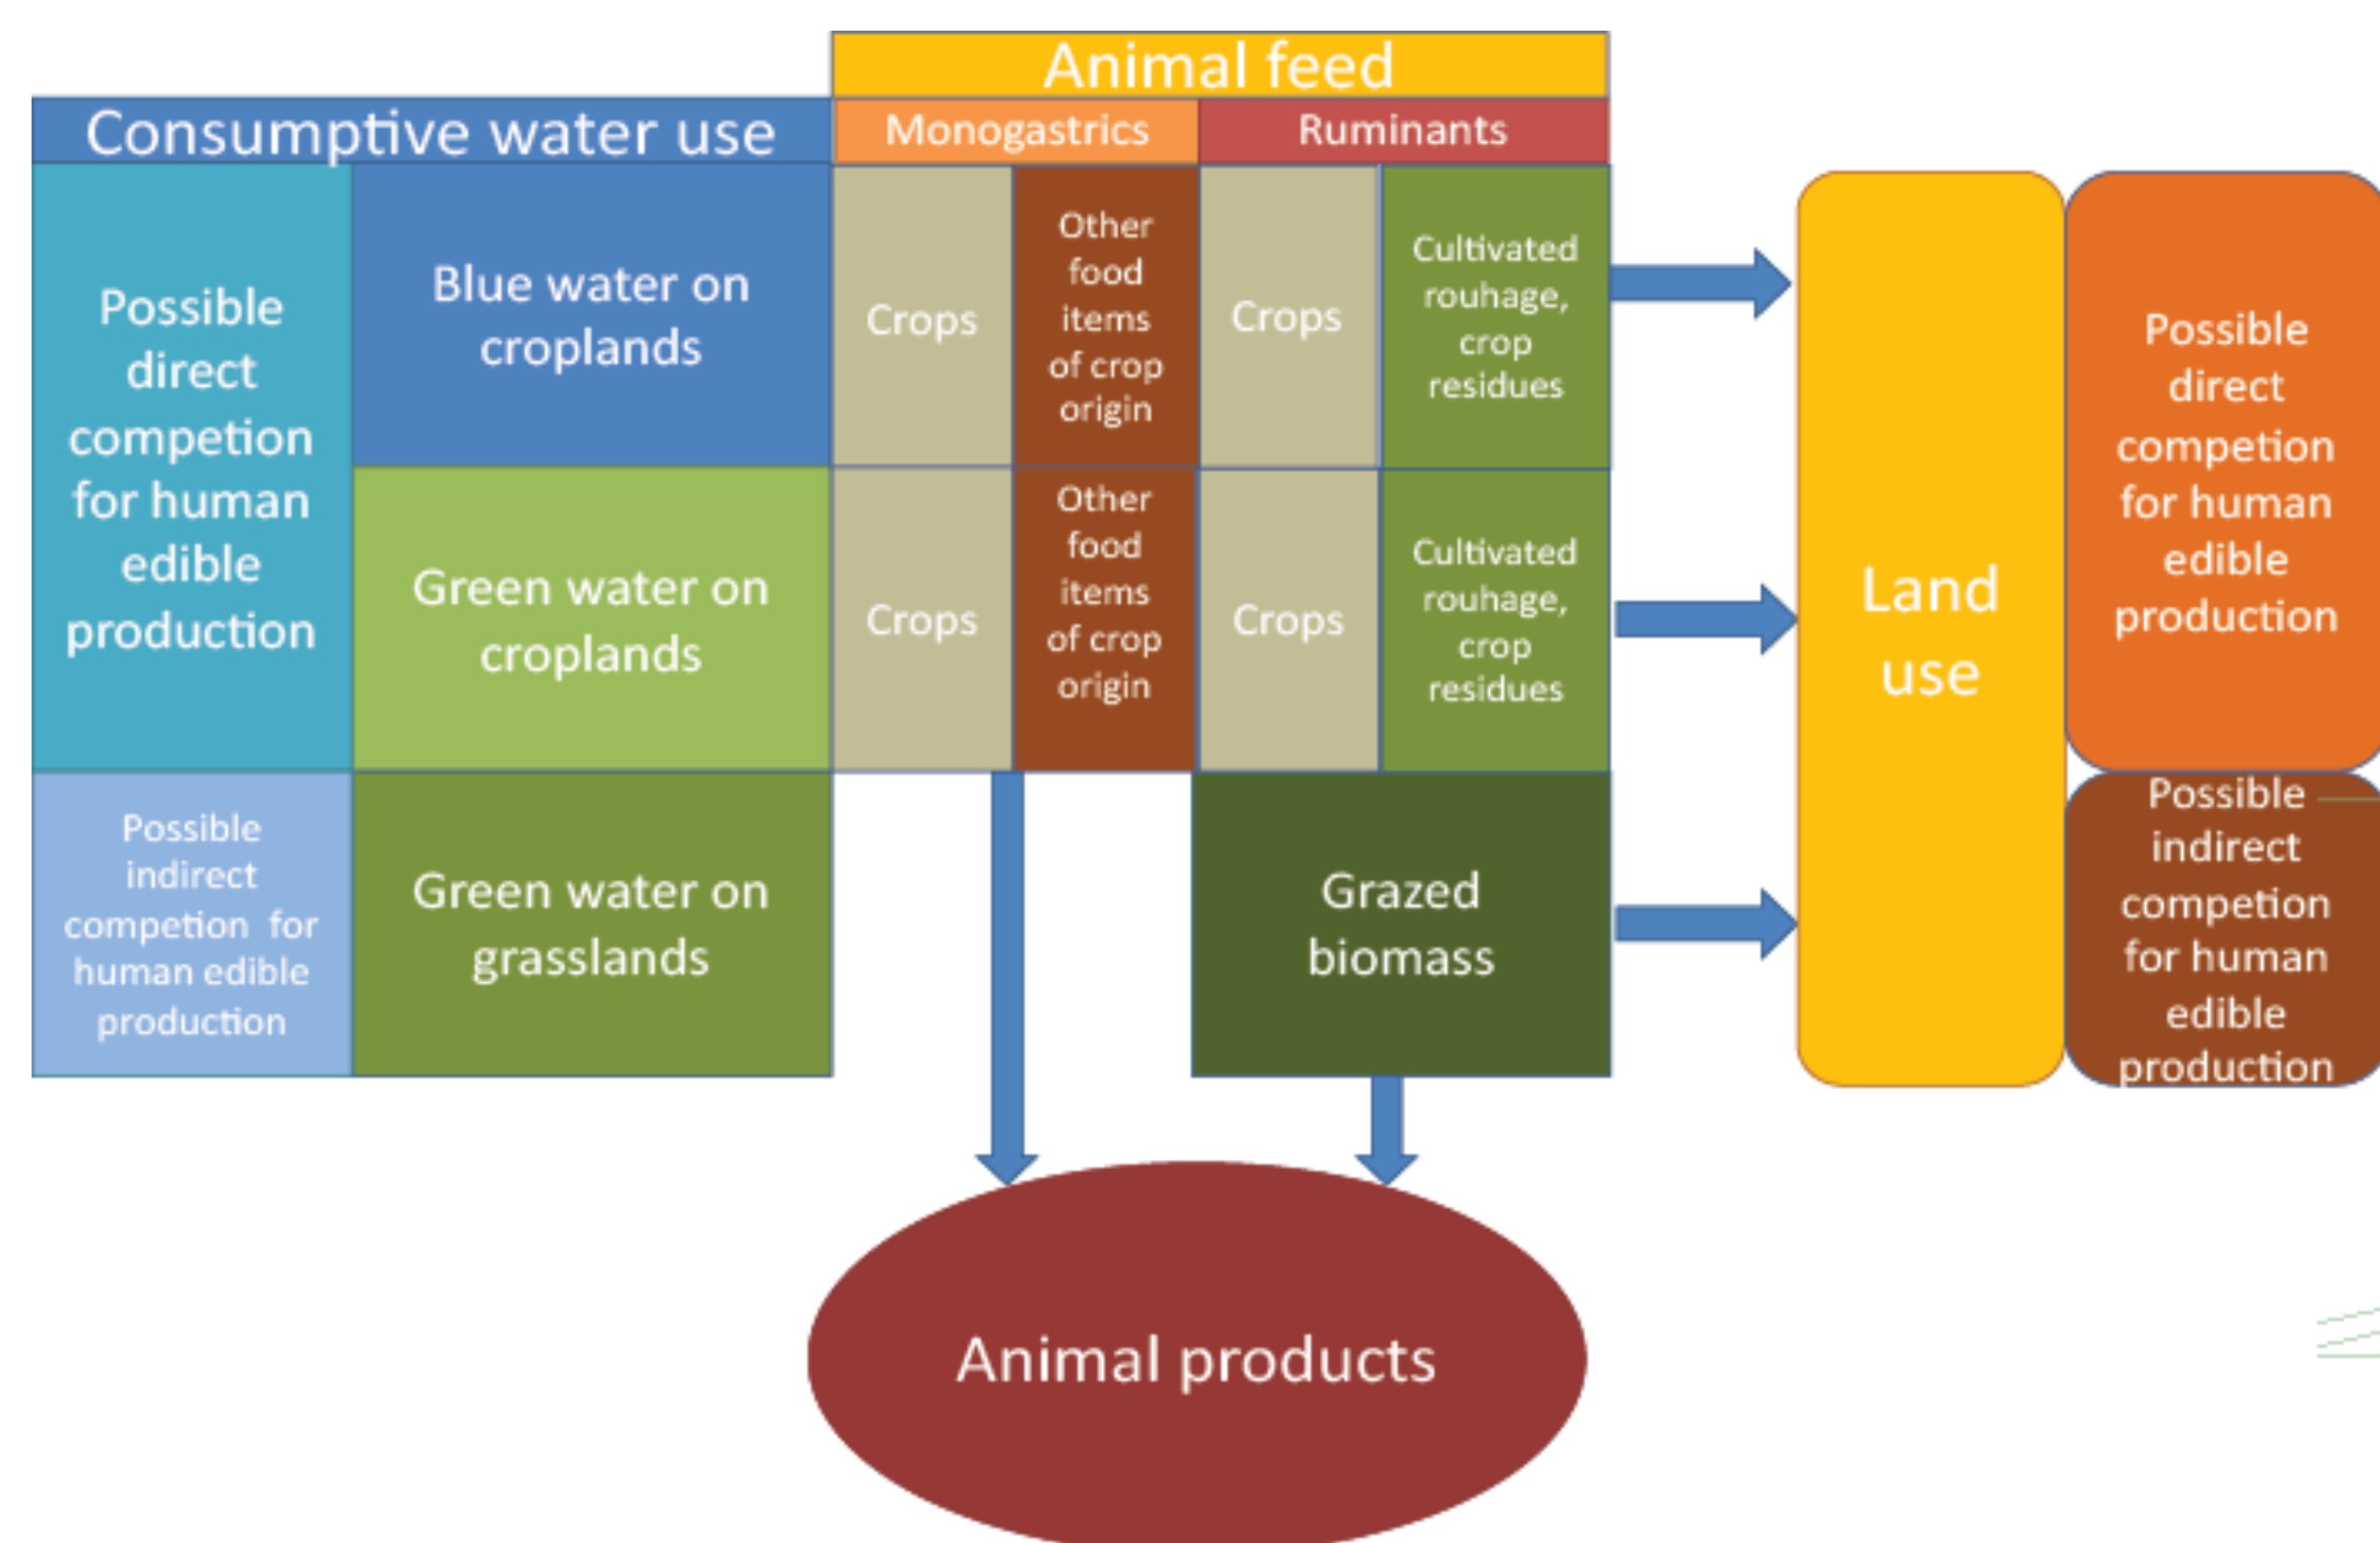 Animal feed
Consumptive water use
Monogastrics
Ruminants
Possible
direct
competion
for human
edible
production
Blue water on
croplands
Crops
Other
food
items
of crop
origin
Crops
Cultivated
rouhage,
crop
residues
Green water on
croplands
Crops
Other
food
items
of crop
origin
Crops
Cultivated
rouhage,
crop
residues
Possible
indirect
competion for
human edible
production
Green water on
grasslands
Grazed
biomass
Land
use
Possible
direct
competion
for human
edible
production
Possible
indirect
competion
for human
edible
production
Animal products